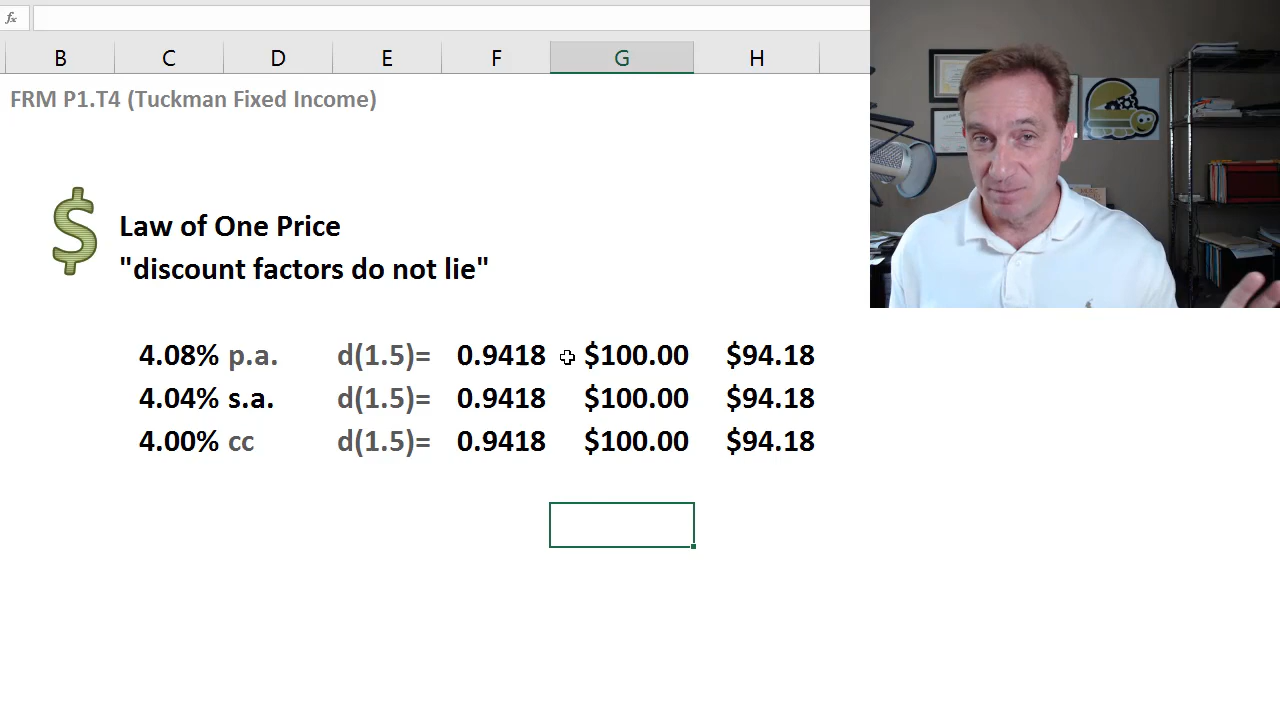 B C D E F G H
FRM P1.T4 (Tuckman Fixed Income)
$
Law of One Price
"discount factors do not lie"
4.08% p.a. d(1.5)= 0.9418 $100.00 $94.18
4.04% s.a. d(1.5)= 0.9418 $100.00 $94.18
4.00% cc d(1.5)= 0.9418 $100.00 $94.18